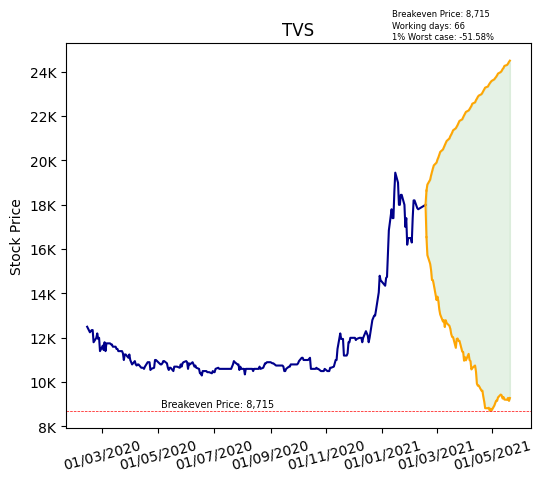 Breakeven Price: 8,715
Working days: 66
1% Worst case: -51.58%
TVS
Stock Price
24K
22K
20K
18K
16K
14K
12K
10K
8K
Breakeven Price: 8,715
01/03/2020
01/05/2020
01/07/2020
01/09/2020
01/11/2020
01/01/2021
01/03/2021
01/05/2021